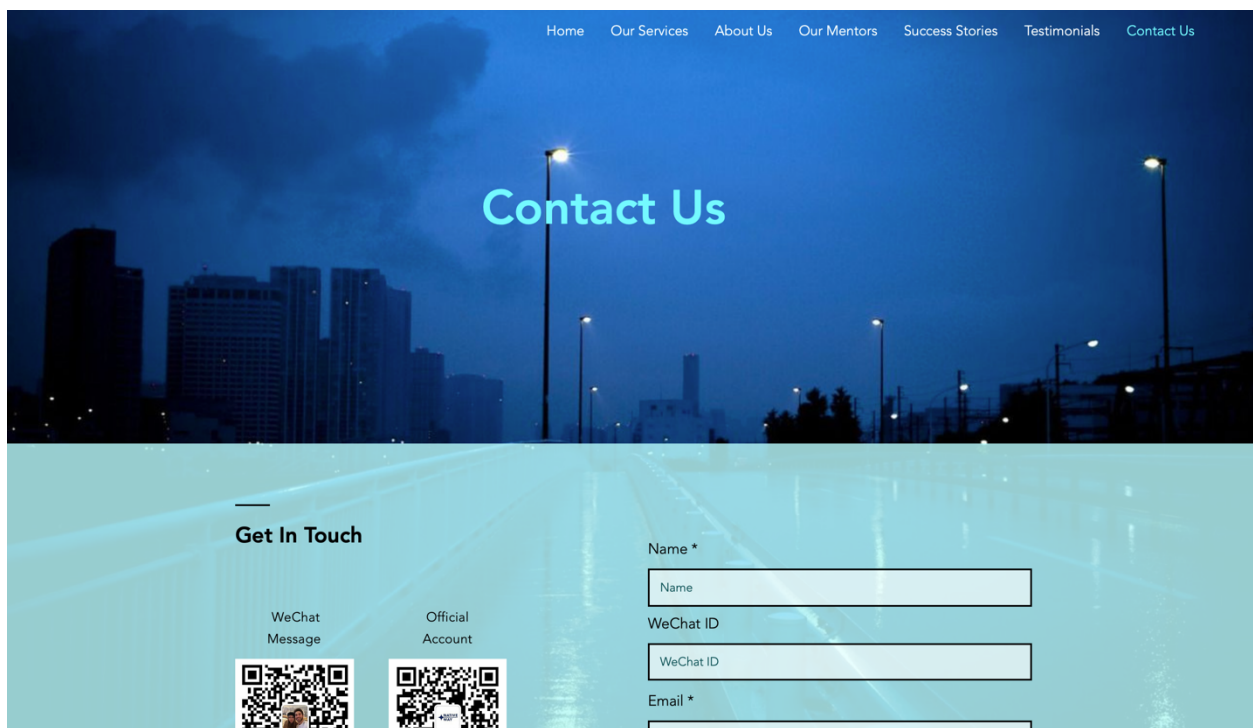 Home Our Services About Us Our Mentors Success Stories Testimonials Contact Us
Contact Us
Get In Touch
WeChat
Message
Official
Account
Name *
Name
WeChat ID
WeChat ID
Email *